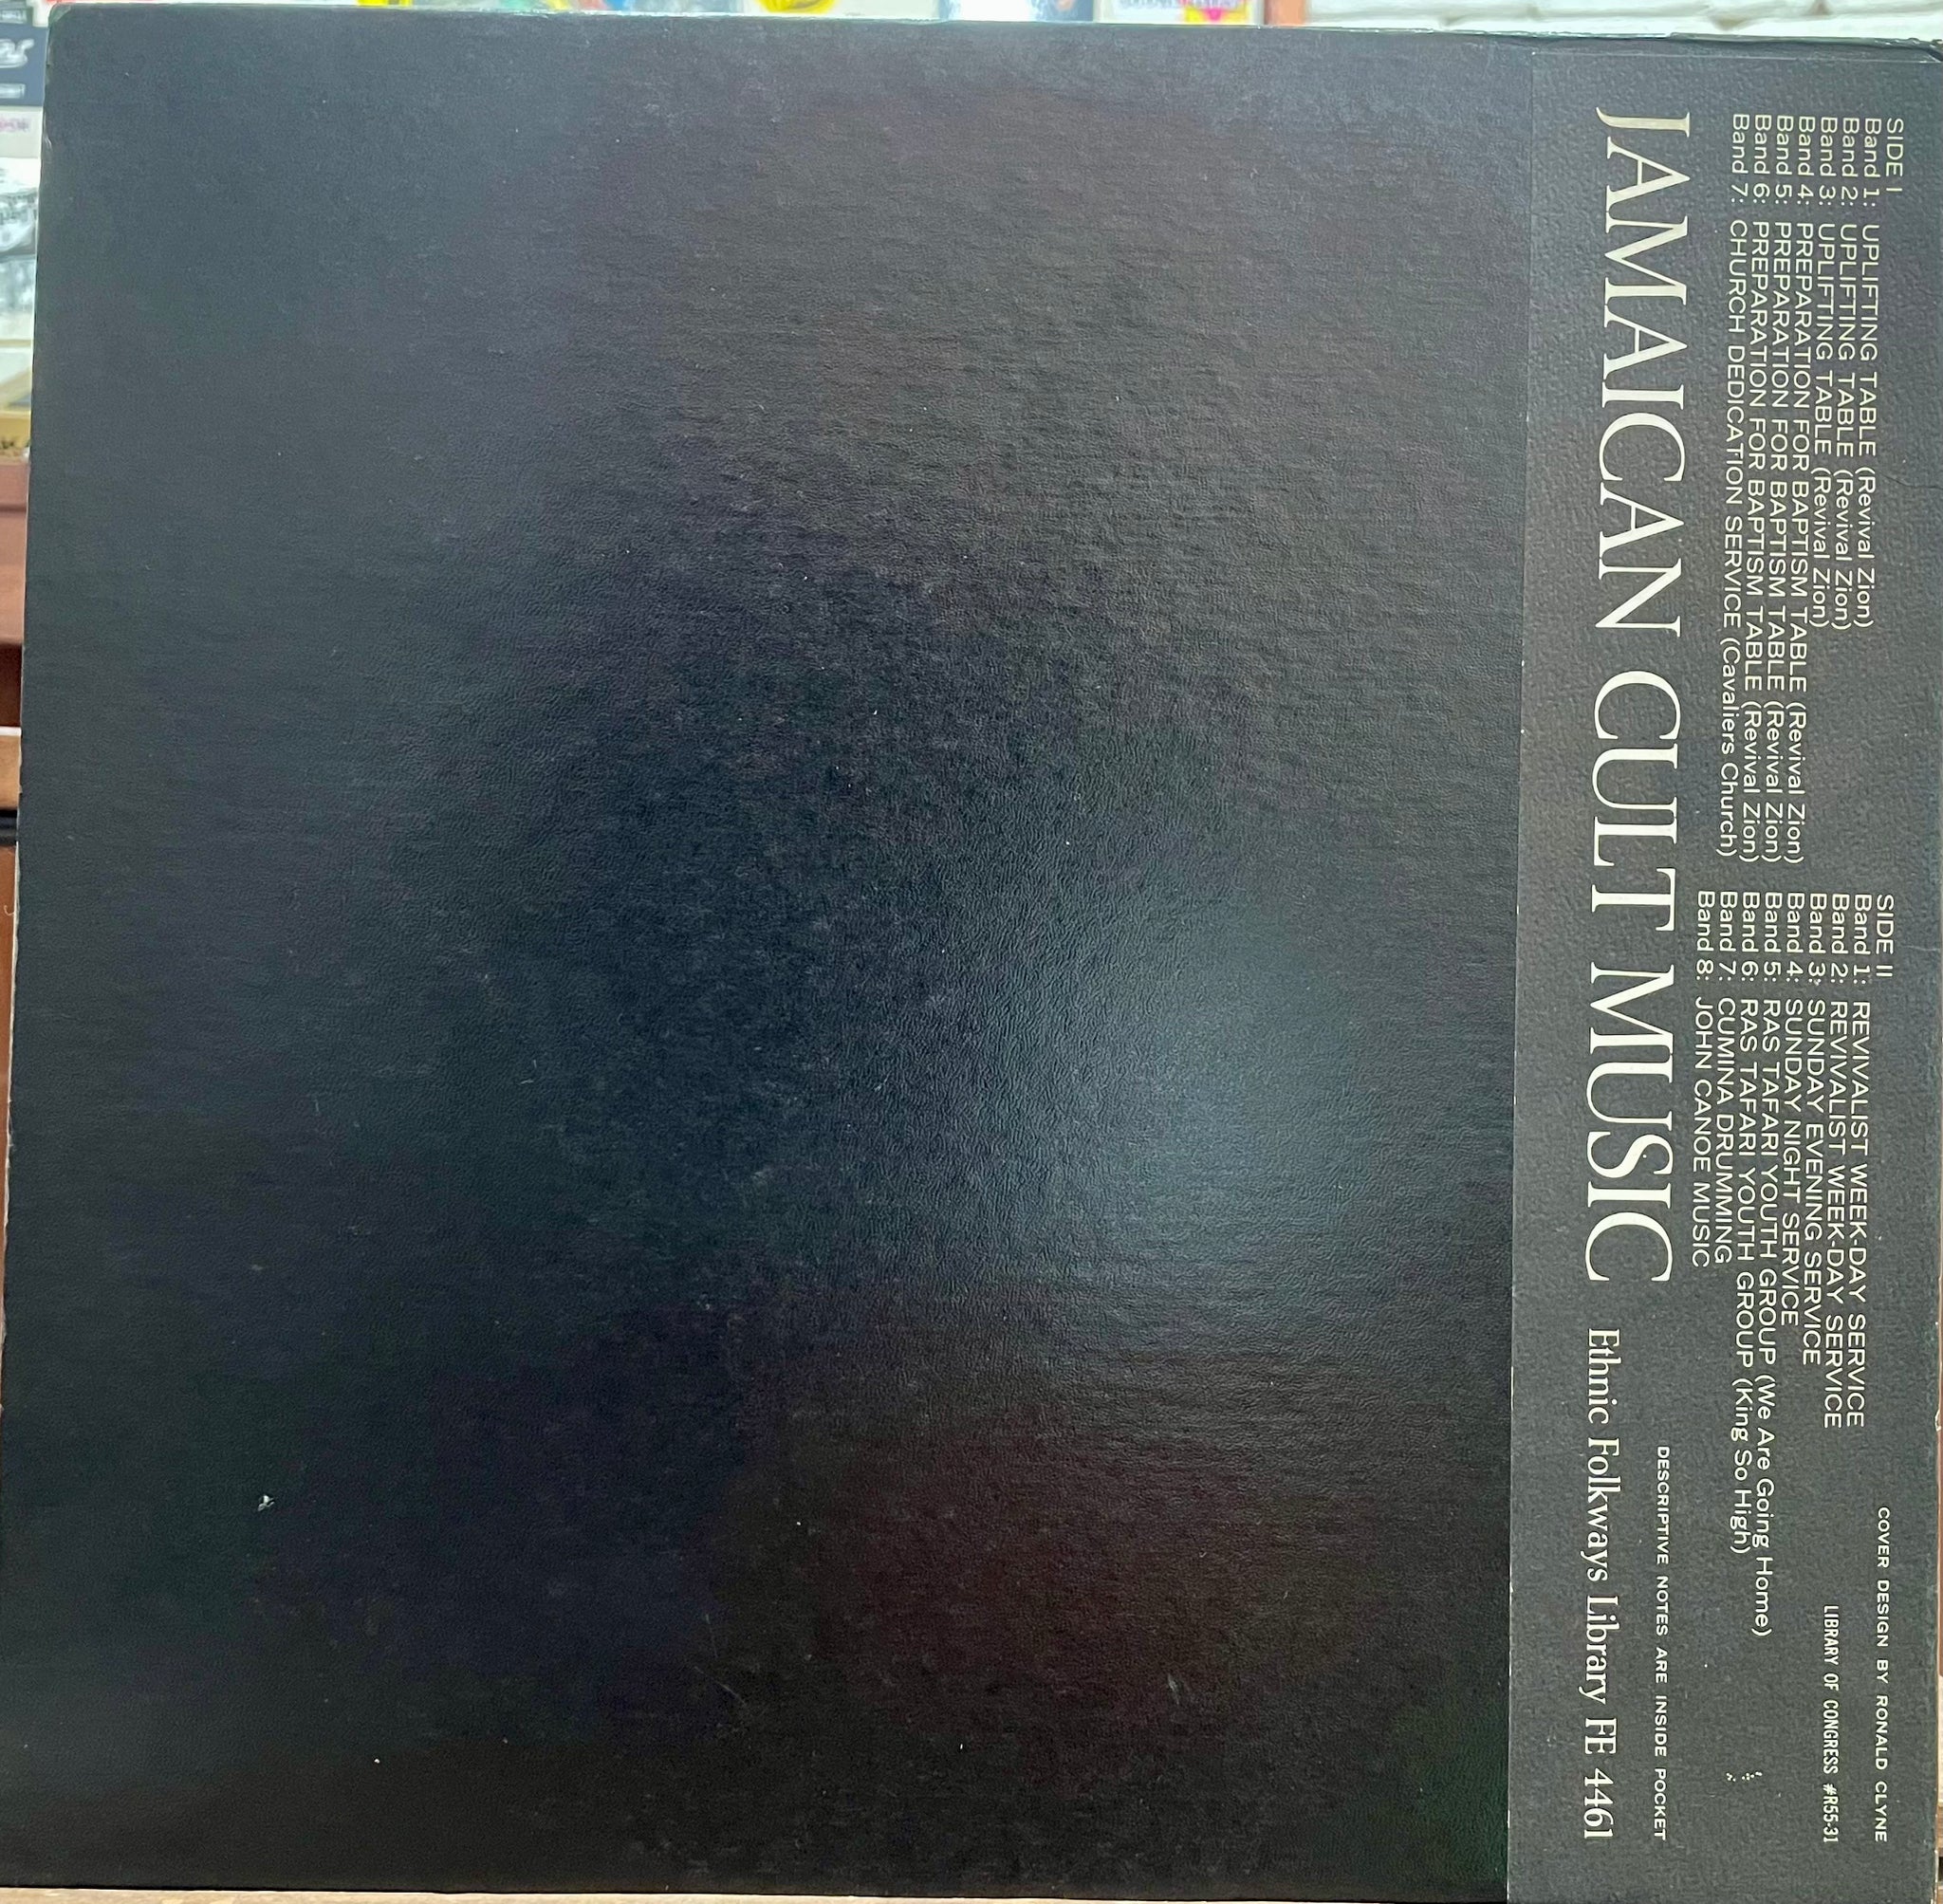 SIDE I
Band 1: UPLIFTING TABLE (Revival Zion)
Band 2: UPLIFTING TABLE (Revival Zion)
Band 3: UPLIFTING TABLE (Revival Zion)
Band 4: PREPARATION FOR BAPTISM TABLE (Revival Zion)
Band 5: PREPARATION FOR BAPTISM TABLE (Revival Zion)
Band 6: PREPARATION FOR BAPTISM TABLE (Revival Zion)
Band 7: CHURCH DEDICATION SERVICE (Cavaliers Church)
SIDE II
Band 1: REVIVALIST WEEK-DAY SERVICE
Band 2: REVIVALIST WEEK-DAY SERVICE
Band 3: SUNDAY EVENING SERVICE
Band 4: SUNDAY NIGHT SERVICE
Band 5: RAS TAFARI YOUTH GROUP (We Are Going Home)
Band 6: RAS TAFARI YOUTH GROUP (King So High)
Band 7: CUMINA DRUMMING
Band 8: JOHN CANOE MUSIC
COVER DESIGN BY RONALD CLYNE
LIBRARY OF CONGRESS #R55-31
DESCRIPTIVE NOTES ARE INSIDE POCKET
JAMAICAN CULT MUSIC Ethnic Folkways Library FE 4461